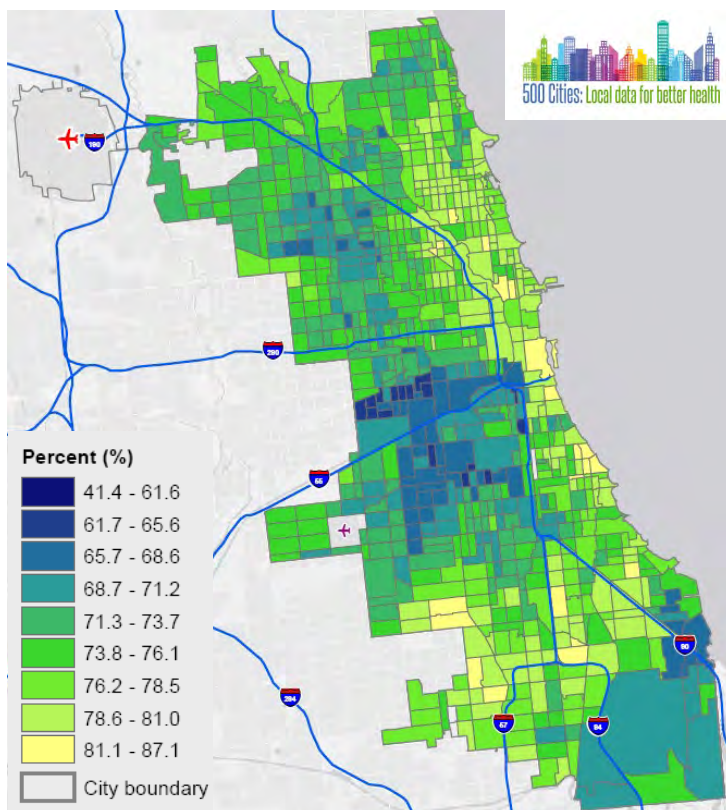 500 Cities: Local data for better health
190
290
55
Percent (%)
41.4 - 61.6
61.7 - 65.6
65.7 - 68.6
68.7 - 71.2
71.3 - 73.7
73.8 - 76.1
76.2 - 78.5
78.6 - 81.0
81.1 - 87.1
City boundary
90
294
57
94